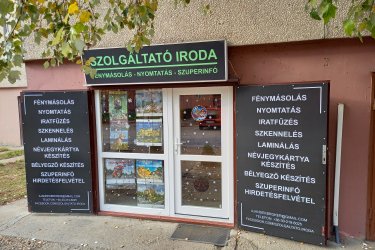 SZOLGÁLTATÓ IRODA
FÉNYMÁSOLÁS - NYOMTATÁS - SZUPERINFÓ
FÉNYMÁSOLÁS
NYOMTATÁS
IRATFŰZÉS
SZKENNELÉS
LAMINÁLÁS
NÉVJEGYKÁRTYA
KÉSZÍTÉS
BÉLYEGZŐ KÉSZÍTÉS
SZUPERINFÓ
HIRDETÉSFELVÉTEL
FÉNYMÁSOLÁS
NYOMTATÁS
IRATFŰZÉS
SZKENNELÉS
LAMINÁLÁS
NÉVJEGYKÁRTYA
KÉSZÍTÉS
BÉLYEGZŐ KÉSZÍTÉS
SZUPERINFÓ
HIRDETÉSFELVÉTEL